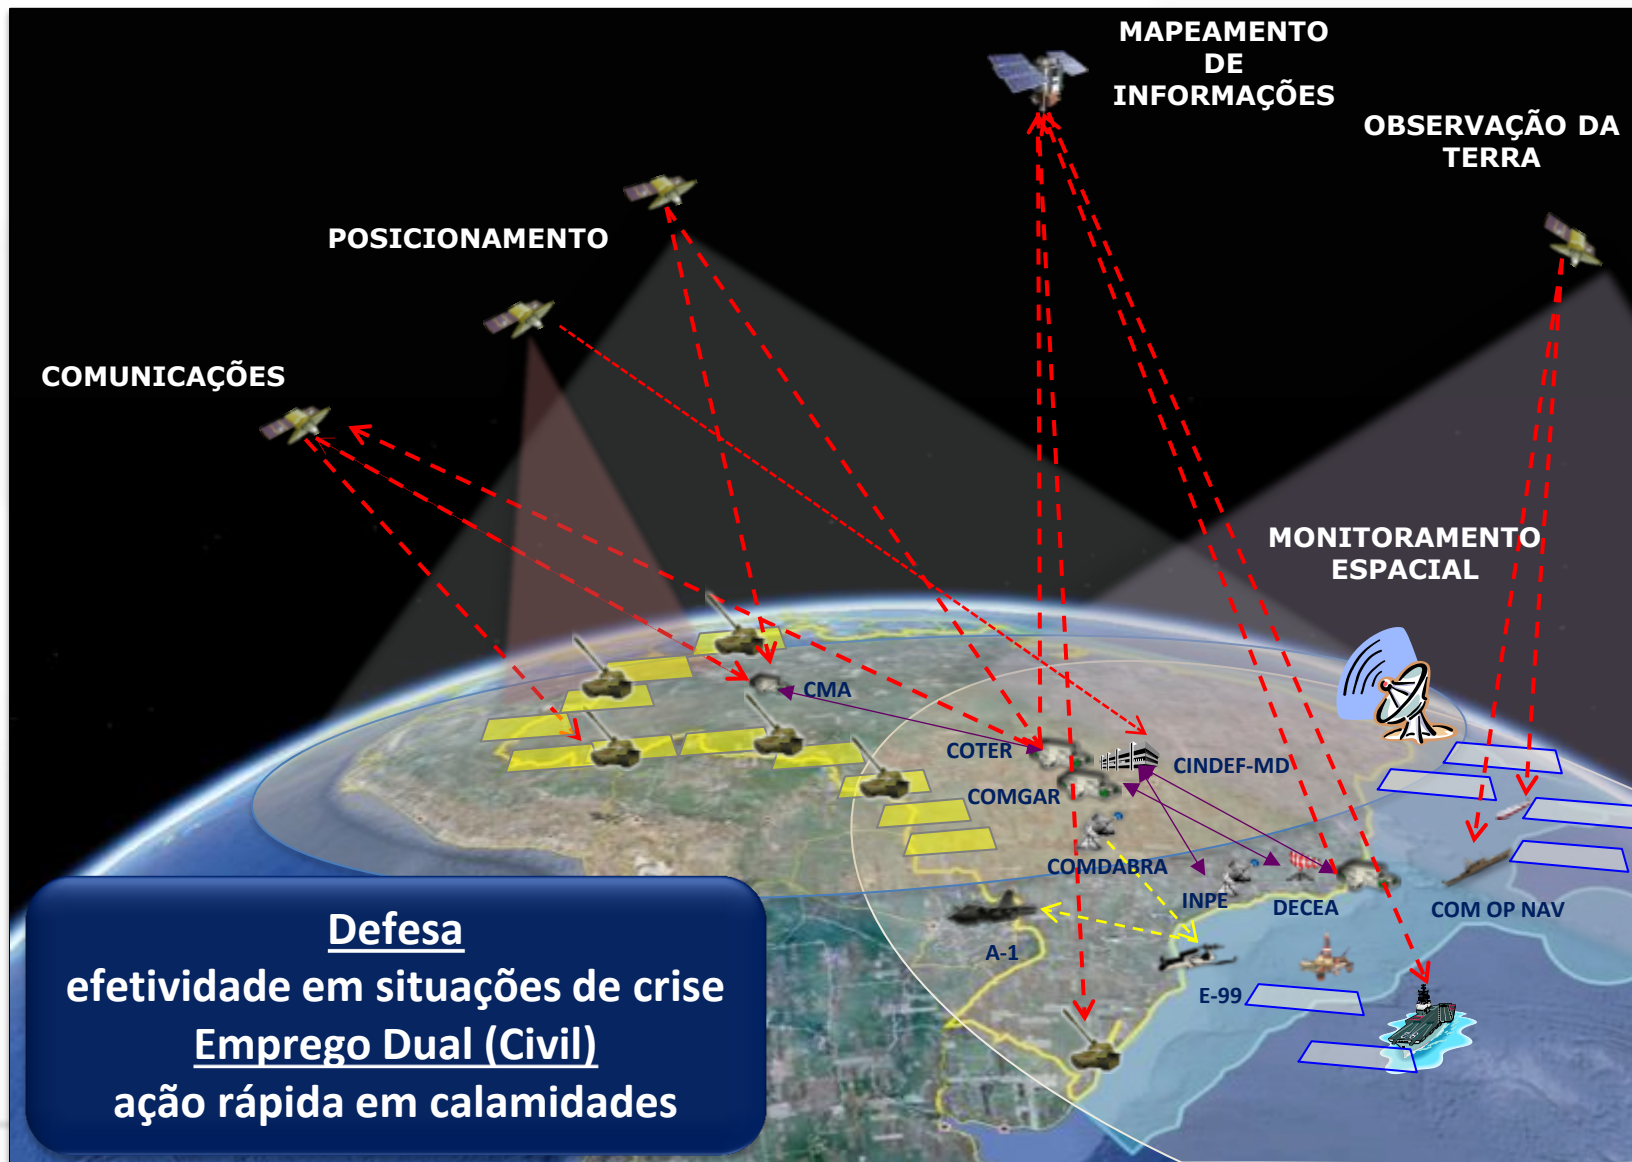 MAPEAMENTO
DE
INFORMAÇÕES
OBSERVAÇÃO DA
TERRA
POSICIONAMENTO
COMUNICAÇÕES
MONITORAMENTO
ESPACIAL
CMA
COTER
CINDEF-MD
COMGAR
COMDABRA
INPE
DECEA
COM OP NAV
A-1
E-99
Defesa
efetividade em situações de crise
Emprego Dual (Civil)
ação rápida em calamidades